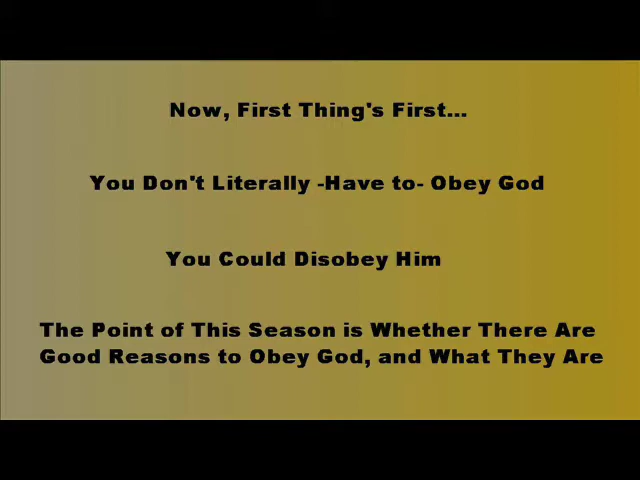 Now, First Thing's First...
You Don't Literally -Have to- Obey God
You Could Disobey Him
The Point of This Season is Whether There Are
Good Reasons to Obey God, and What They Are